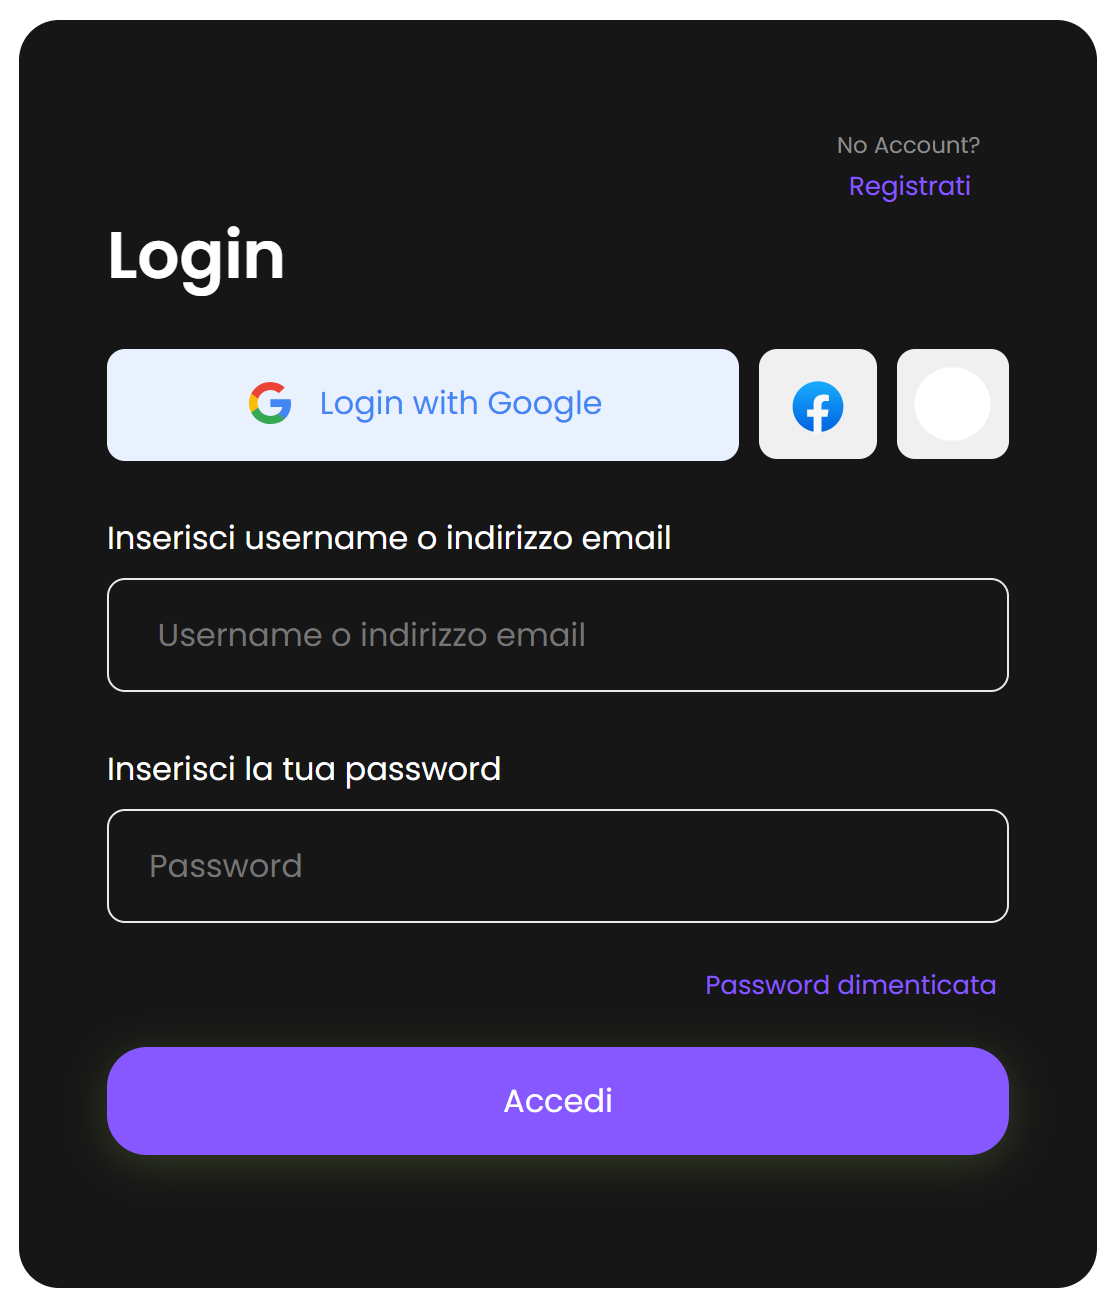 No Account?
Registrati
Login
Login with Google
Inserisci username o indirizzo email
Username o indirizzo email
Inserisci la tua password
Password
Password dimenticata
Accedi